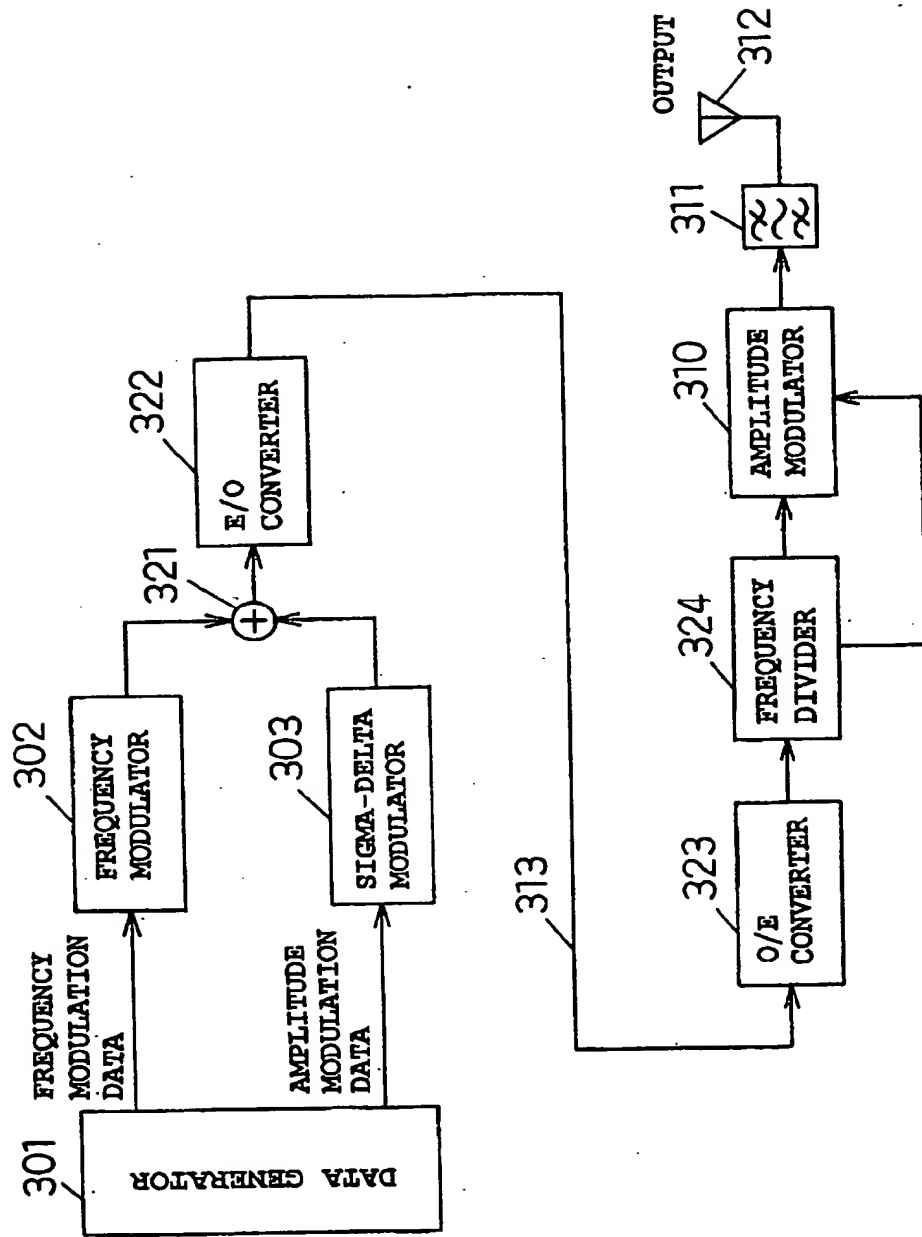 301
DATA GENERATOR
FREQUENCY
MODULATION
DATA
AMPLITUDE
MODULATION
DATA
302
FREQUENCY
MODULATOR
303
SIGMA-DELTA
MODULATOR
321
+
322
E/O
CONVERTER
313
323
O/E
CONVERTER
324
FREQUENCY
DIVIDER
310
AMPLITUDE
MODULATOR
311
OUTPUT
312